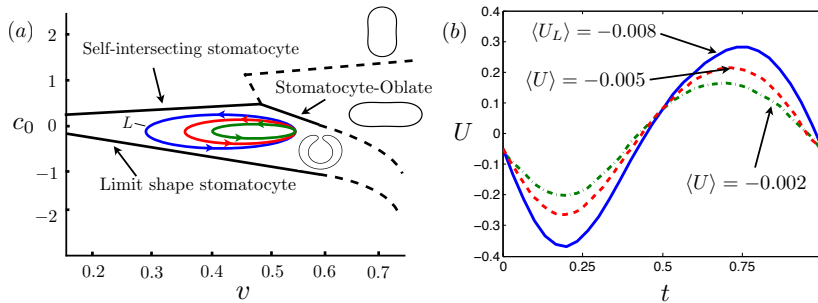 (a)
2
1
0
−1
−2
c₀
Self-intersecting stomatocyte
Stomatocyte-Oblate
L
Limit shape stomatocyte
0.2 0.3 0.4 0.5 0.6 0.7
v
(b)
U
0.4
0.3
0.2
0.1
0
-0.1
-0.2
-0.3
-0.4
⟨U_L⟩ = −0.008
⟨U⟩ = −0.005
⟨U⟩ = −0.002
0 0.25 0.5 0.75
t